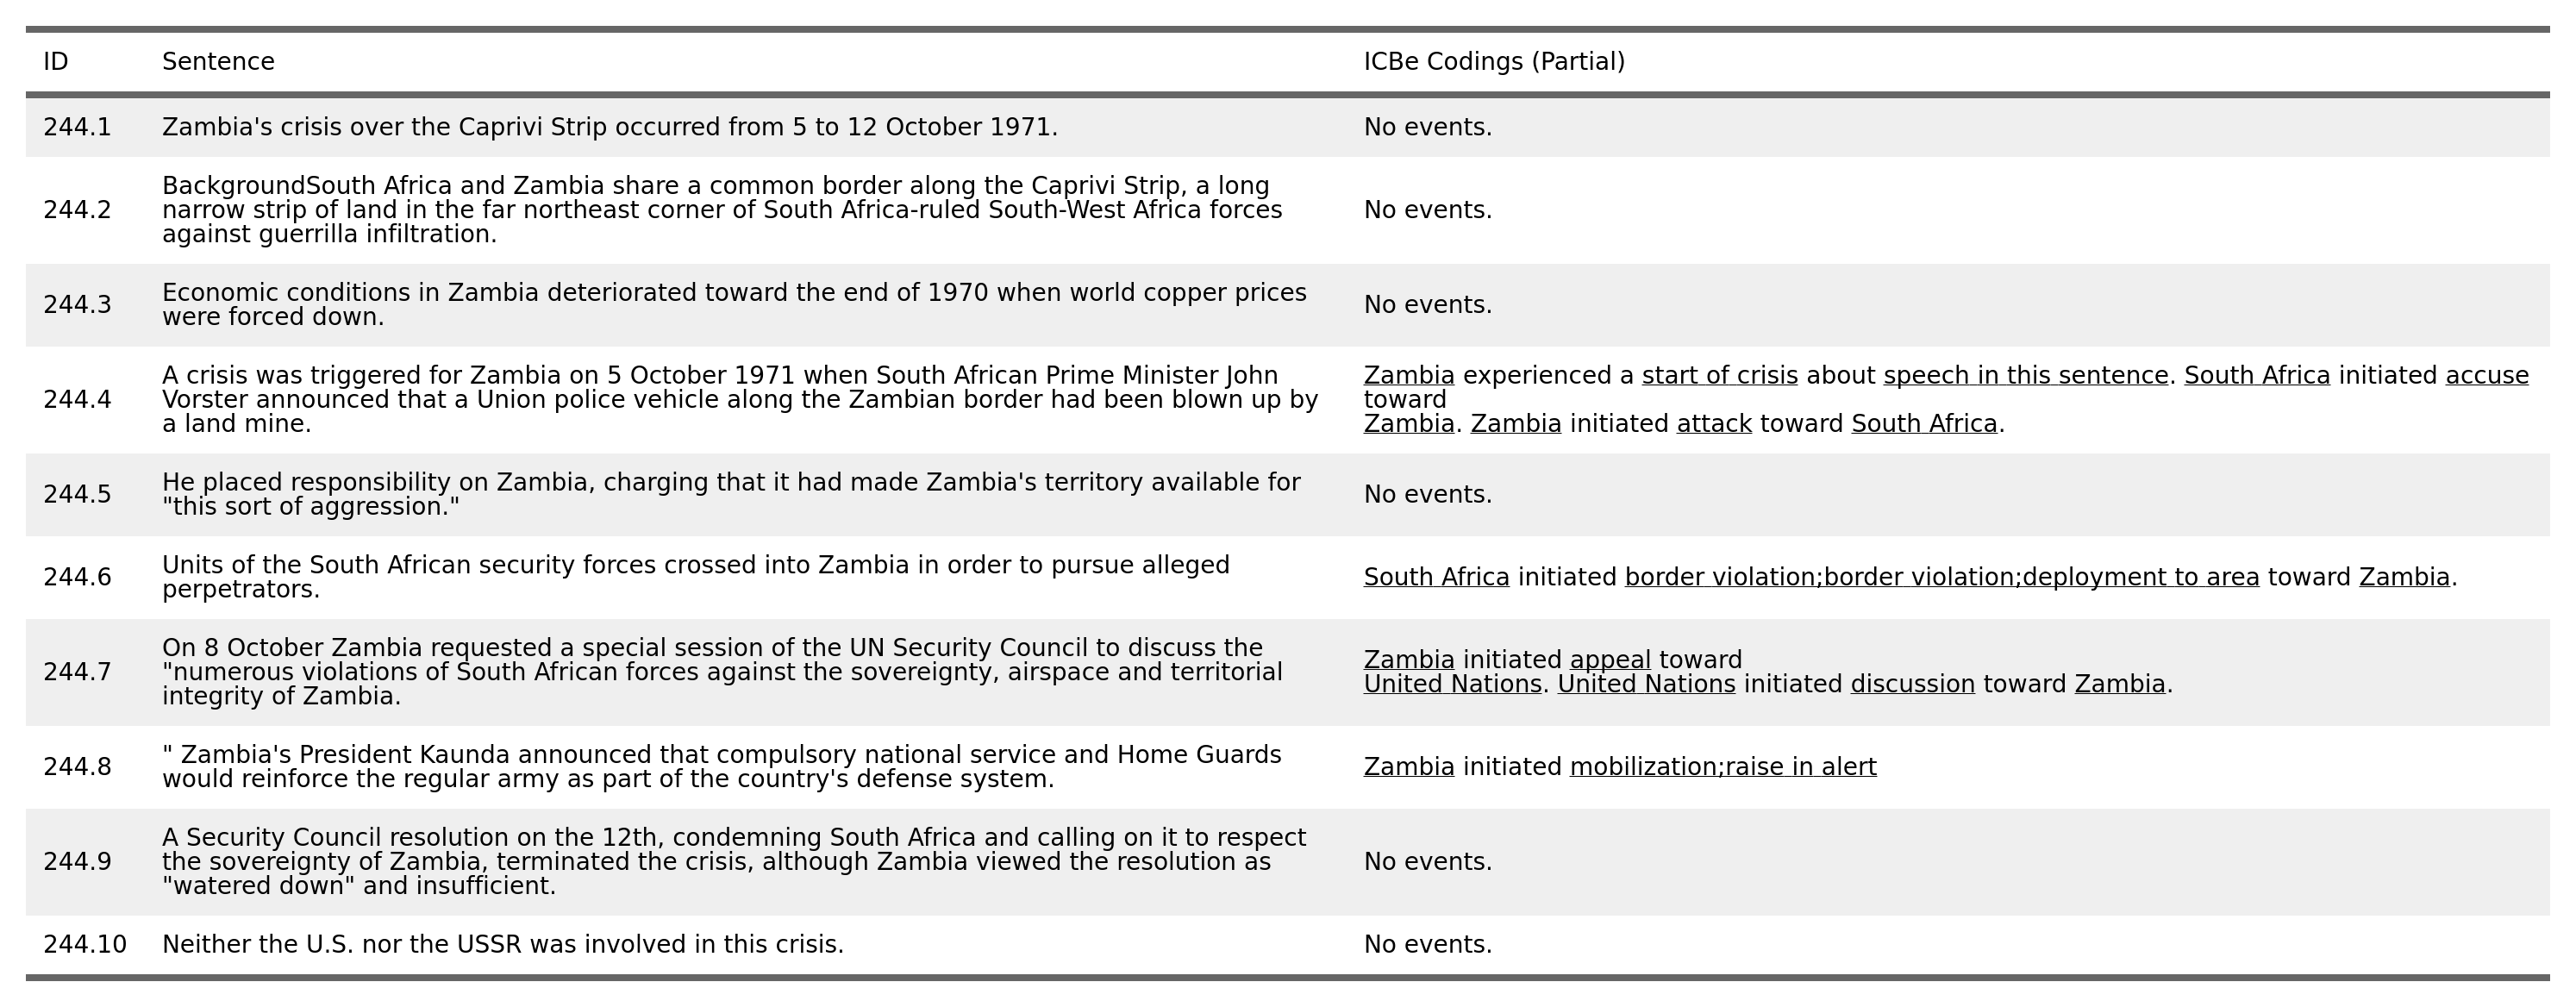 ID Sentence ICBe Codings (Partial)
244.1 Zambia's crisis over the Caprivi Strip occurred from 5 to 12 October 1971. No events.
BackgroundSouth Africa and Zambia share a common border along the Caprivi Strip, a long
244.2 narrow strip of land in the far northeast corner of South Africa-ruled South-West Africa forces No events.
against guerrilla infiltration.
244.3 Economic conditions in Zambia deteriorated toward the end of 1970 when world copper prices No events.
were forced down.
A crisis was triggered for Zambia on 5 October 1971 when South African Prime Minister John Zambia experienced a start of crisis about speech in this sentence. South Africa initiated accuse
244.4 Vorster announced that a Union police vehicle along the Zambian border had been blown up by toward
a land mine. Zambia. Zambia initiated attack toward South Africa.
244.5 He placed responsibility on Zambia, charging that it had made Zambia's territory available for No events.
"this sort of aggression."
244.6 Units of the South African security forces crossed into Zambia in order to pursue alleged South Africa initiated border violation;border violation;deployment to area toward Zambia.
perpetrators.
On 8 October Zambia requested a special session of the UN Security Council to discuss the Zambia initiated appeal toward
244.7 "numerous violations of South African forces against the sovereignty, airspace and territorial United Nations. United Nations initiated discussion toward Zambia.
integrity of Zambia.
244.8 " Zambia's President Kaunda announced that compulsory national service and Home Guards Zambia initiated mobilization;raise in alert
would reinforce the regular army as part of the country's defense system.
A Security Council resolution on the 12th, condemning South Africa and calling on it to respect
244.9 the sovereignty of Zambia, terminated the crisis, although Zambia viewed the resolution as No events.
"watered down" and insufficient.
244.10 Neither the U.S. nor the USSR was involved in this crisis. No events.